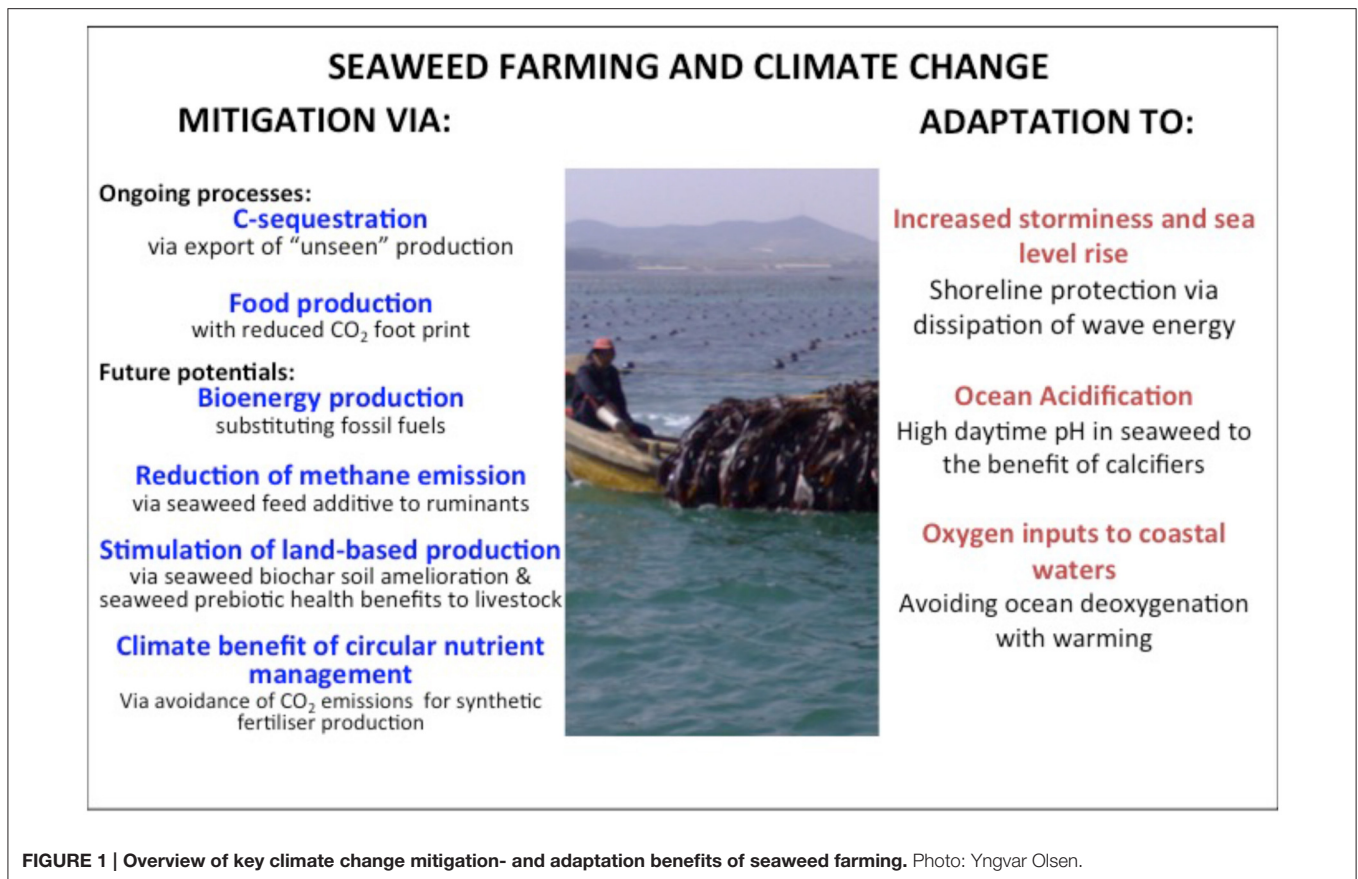 SEAWEED FARMING AND CLIMATE CHANGE
MITIGATION VIA:
Ongoing processes:
C-sequestration
via export of “unseen” production
Food production
with reduced CO₂ foot print
Future potentials:
Bioenergy production
substituting fossil fuels
Reduction of methane emission
via seaweed feed additive to ruminants
Stimulation of land-based production
via seaweed biochar soil amelioration &
seaweed prebiotic health benefits to livestock
Climate benefit of circular nutrient
management
Via avoidance of CO₂ emissions for synthetic
fertiliser production
ADAPTATION TO:
Increased storminess and sea
level rise
Shoreline protection via
dissipation of wave energy
Ocean Acidification
High daytime pH in seaweed to
the benefit of calcifiers
Oxygen inputs to coastal
waters
Avoiding ocean deoxygenation
with warming
FIGURE 1 | Overview of key climate change mitigation- and adaptation benefits of seaweed farming. Photo: Yngvar Olsen.